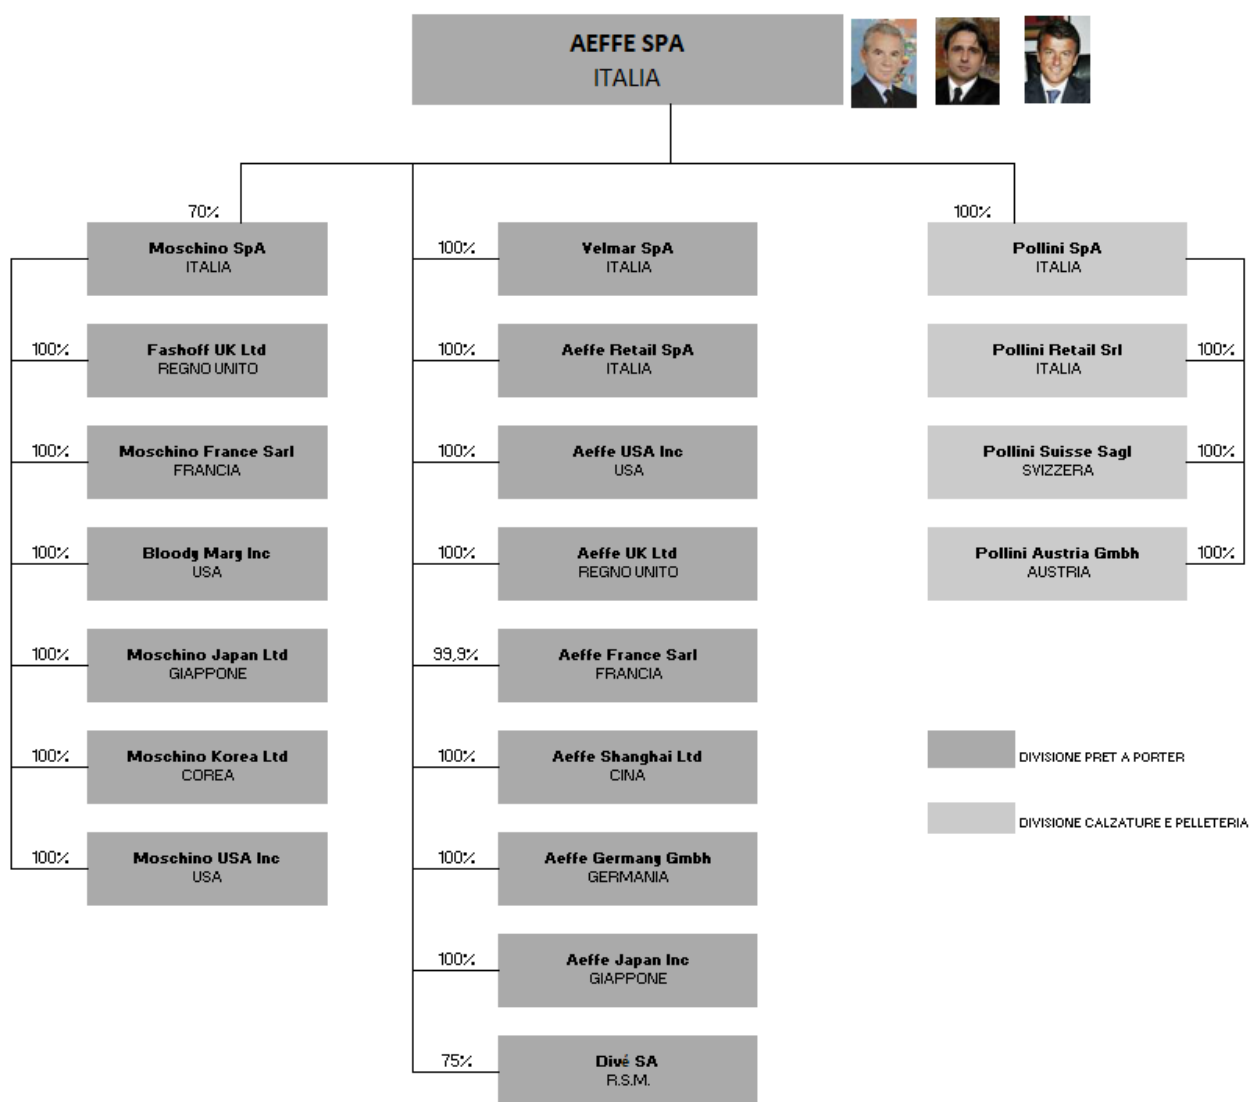 AEFFE SPA
ITALIA
70%
Moschino SpA
ITALIA
100%
Fashoff UK Ltd
REGNO UNITO
100%
Moschino France Sarl
FRANCIA
100%
Bloody Mary Inc
USA
100%
Moschino Japan Ltd
GIAPPONE
100%
Moschino Korea Ltd
COREA
100%
Moschino USA Inc
USA
100%
Velmar SpA
ITALIA
100%
Aeffe Retail SpA
ITALIA
100%
Aeffe USA Inc
USA
100%
Aeffe UK Ltd
REGNO UNITO
99,9%
Aeffe France Sarl
FRANCIA
100%
Aeffe Shanghai Ltd
CINA
100%
Aeffe Germany Gmbh
GERMANIA
100%
Aeffe Japan Inc
GIAPPONE
75%
Divé SA
R.S.M.
100%
Pollini SpA
ITALIA
Pollini Retail Srl
ITALIA
100%
Pollini Suisse Sagl
SVIZZERA
100%
Pollini Austria Gmbh
AUSTRIA
100%
DIVISIONE PRET A PORTER
DIVISIONE CALZATURE E PELLETERIA